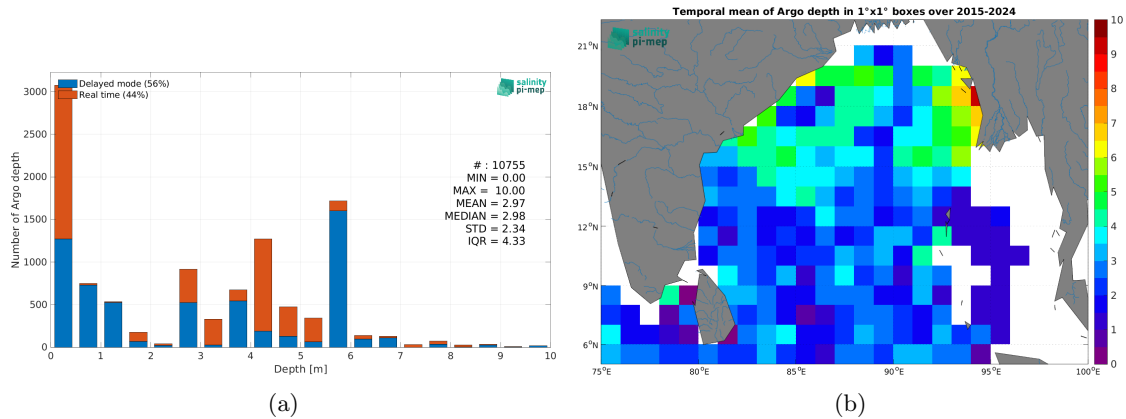 Delayed mode (56%)
Real time (44%)
salinity
pi-mep
3000
2500
2000
1500
1000
500
0
Number of Argo depth
# : 10755
MIN = 0.00
MAX = 10.00
MEAN = 2.97
MEDIAN = 2.98
STD = 2.34
IQR = 4.33
0 1 2 3 4 5 6 7 8 9 10
Depth [m]
(a)
Temporal mean of Argo depth in 1°x1° boxes over 2015-2024
salinity
pi-mep
21°N
18°N
15°N
12°N
9°N
6°N
75°E 80°E 85°E 90°E 95°E 100°E
10
9
8
7
6
5
4
3
2
1
0
(b)